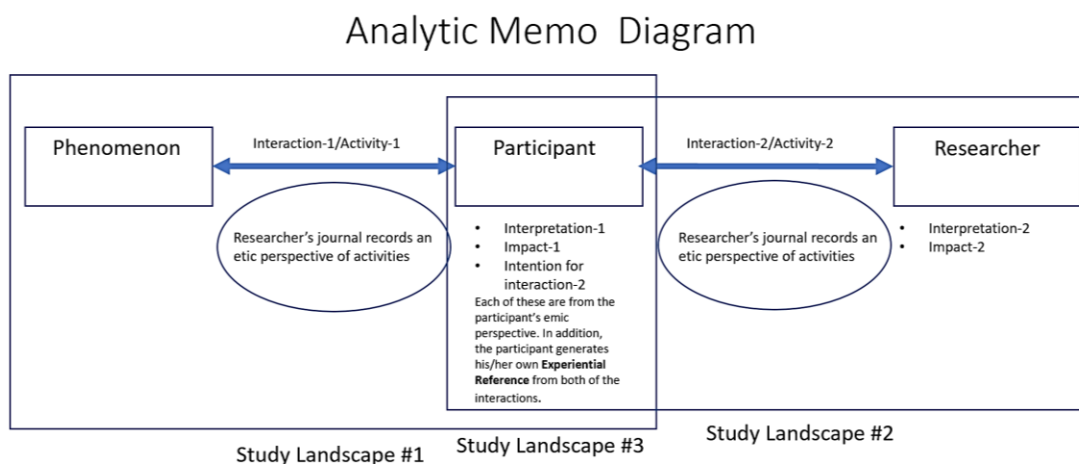 Analytic Memo Diagram
Phenomenon
Interaction-1/Activity-1
Participant
Interaction-2/Activity-2
Researcher
Researcher's journal records an
etic perspective of activities
• Interpretation-1
• Impact-1
• Intention for
interaction-2
Each of these are from the
participant's emic
perspective. In addition,
the participant generates
his/her own Experiential
Reference from both of the
interactions.
Researcher's journal records an
etic perspective of activities
• Interpretation-2
• Impact-2
Study Landscape #1
Study Landscape #3
Study Landscape #2